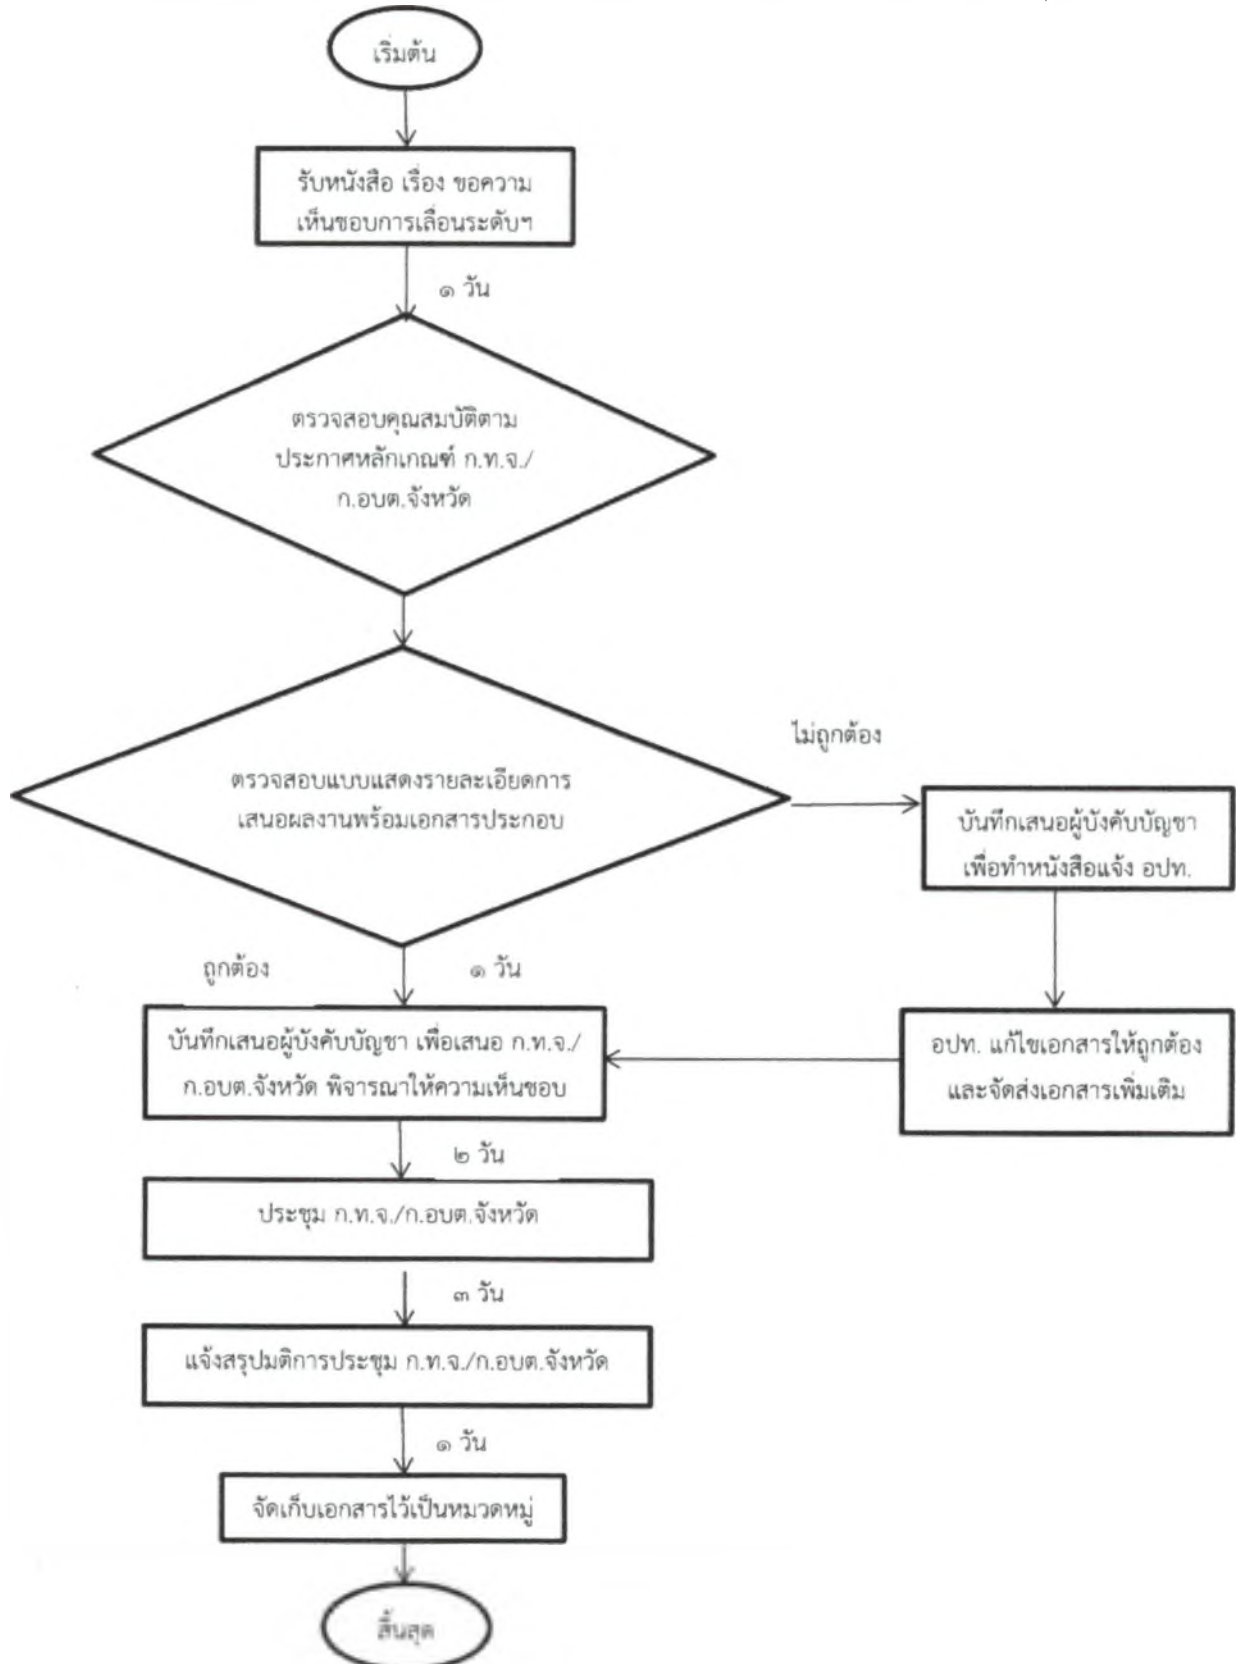 เริ่มต้น
รับหนังสือ เรื่อง ขอความ
เห็นชอบการเลื่อนระดับฯ
๑ วัน
ตรวจสอบคุณสมบัติตาม
ประกาศหลักเกณฑ์ ก.ท.จ./
ก.อบต.จังหวัด
ไม่ถูกต้อง
ตรวจสอบแบบแสดงรายละเอียดการ
เสนอผลงานพร้อมเอกสารประกอบ
บันทึกเสนอผู้บังคับบัญชา
เพื่อทำหนังสือแจ้ง อปท.
ถูกต้อง
๑ วัน
บันทึกเสนอผู้บังคับบัญชา เพื่อเสนอ ก.ท.จ./
ก.อบต.จังหวัด พิจารณาให้ความเห็นชอบ
อปท. แก้ไขเอกสารให้ถูกต้อง
และจัดส่งเอกสารเพิ่มเติม
๒ วัน
ประชุม ก.ท.จ./ก.อบต.จังหวัด
๓ วัน
แจ้งสรุปมติการประชุม ก.ท.จ./ก.อบต.จังหวัด
๑ วัน
จัดเก็บเอกสารไว้เป็นหมวดหมู่
สิ้นสุด